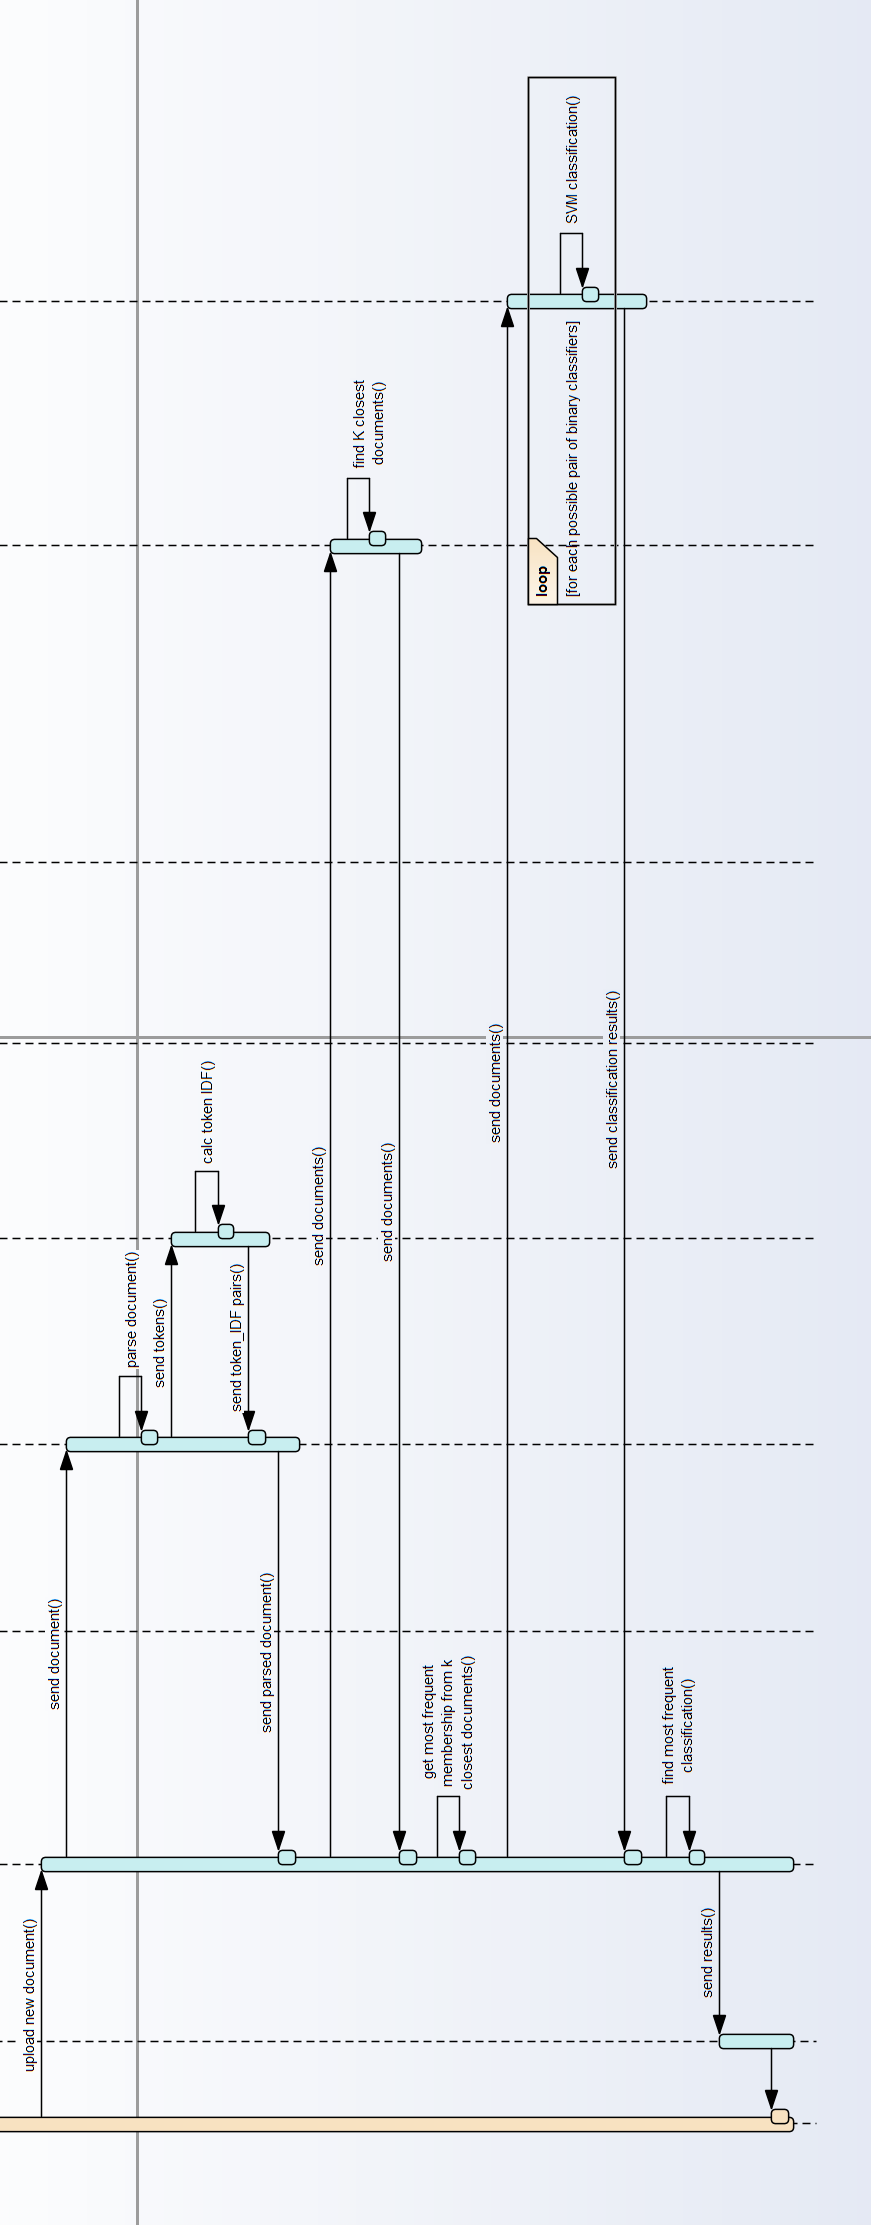 upload new document()
send document()
parse document()
send tokens()
calc token IDF()
send token_IDF pairs()
send parsed document()
send documents()
find K closest
documents()
send documents()
get most frequent
membership from k
closest documents()
send documents()
loop
[for each possible pair of binary classifiers]
SVM classification()
send classification results()
find most frequent
classification()
send results()